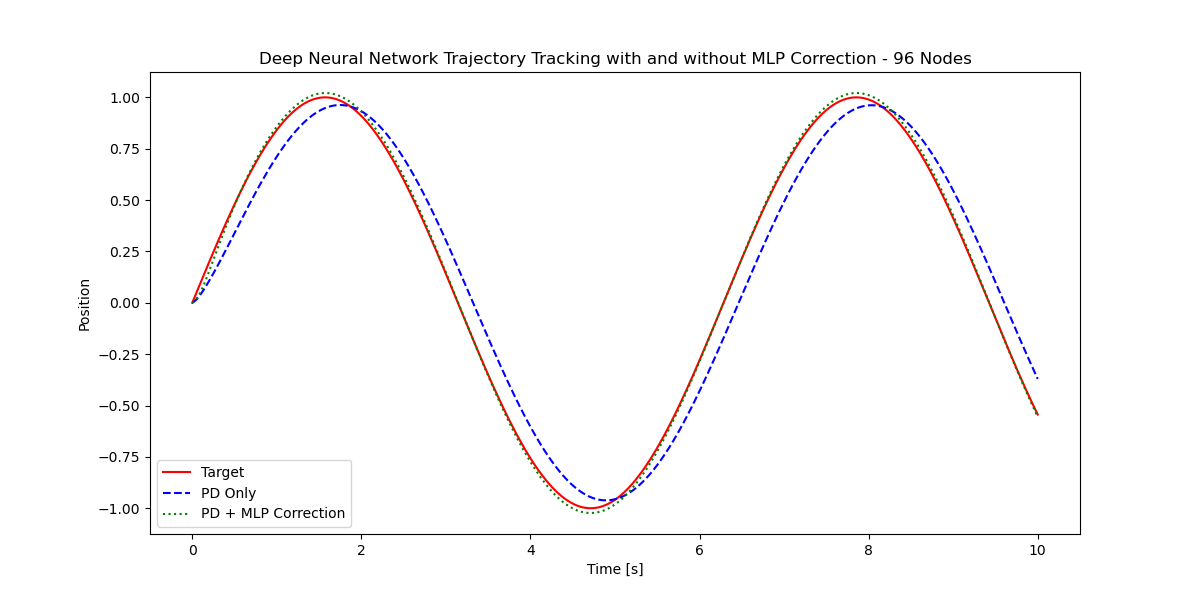 Deep Neural Network Trajectory Tracking with and without MLP Correction - 96 Nodes
1.00
0.75
0.50
0.25
0.00
−0.25
−0.50
−0.75
−1.00
Position
Target
PD Only
PD + MLP Correction
0 2 4 6 8 10
Time [s]